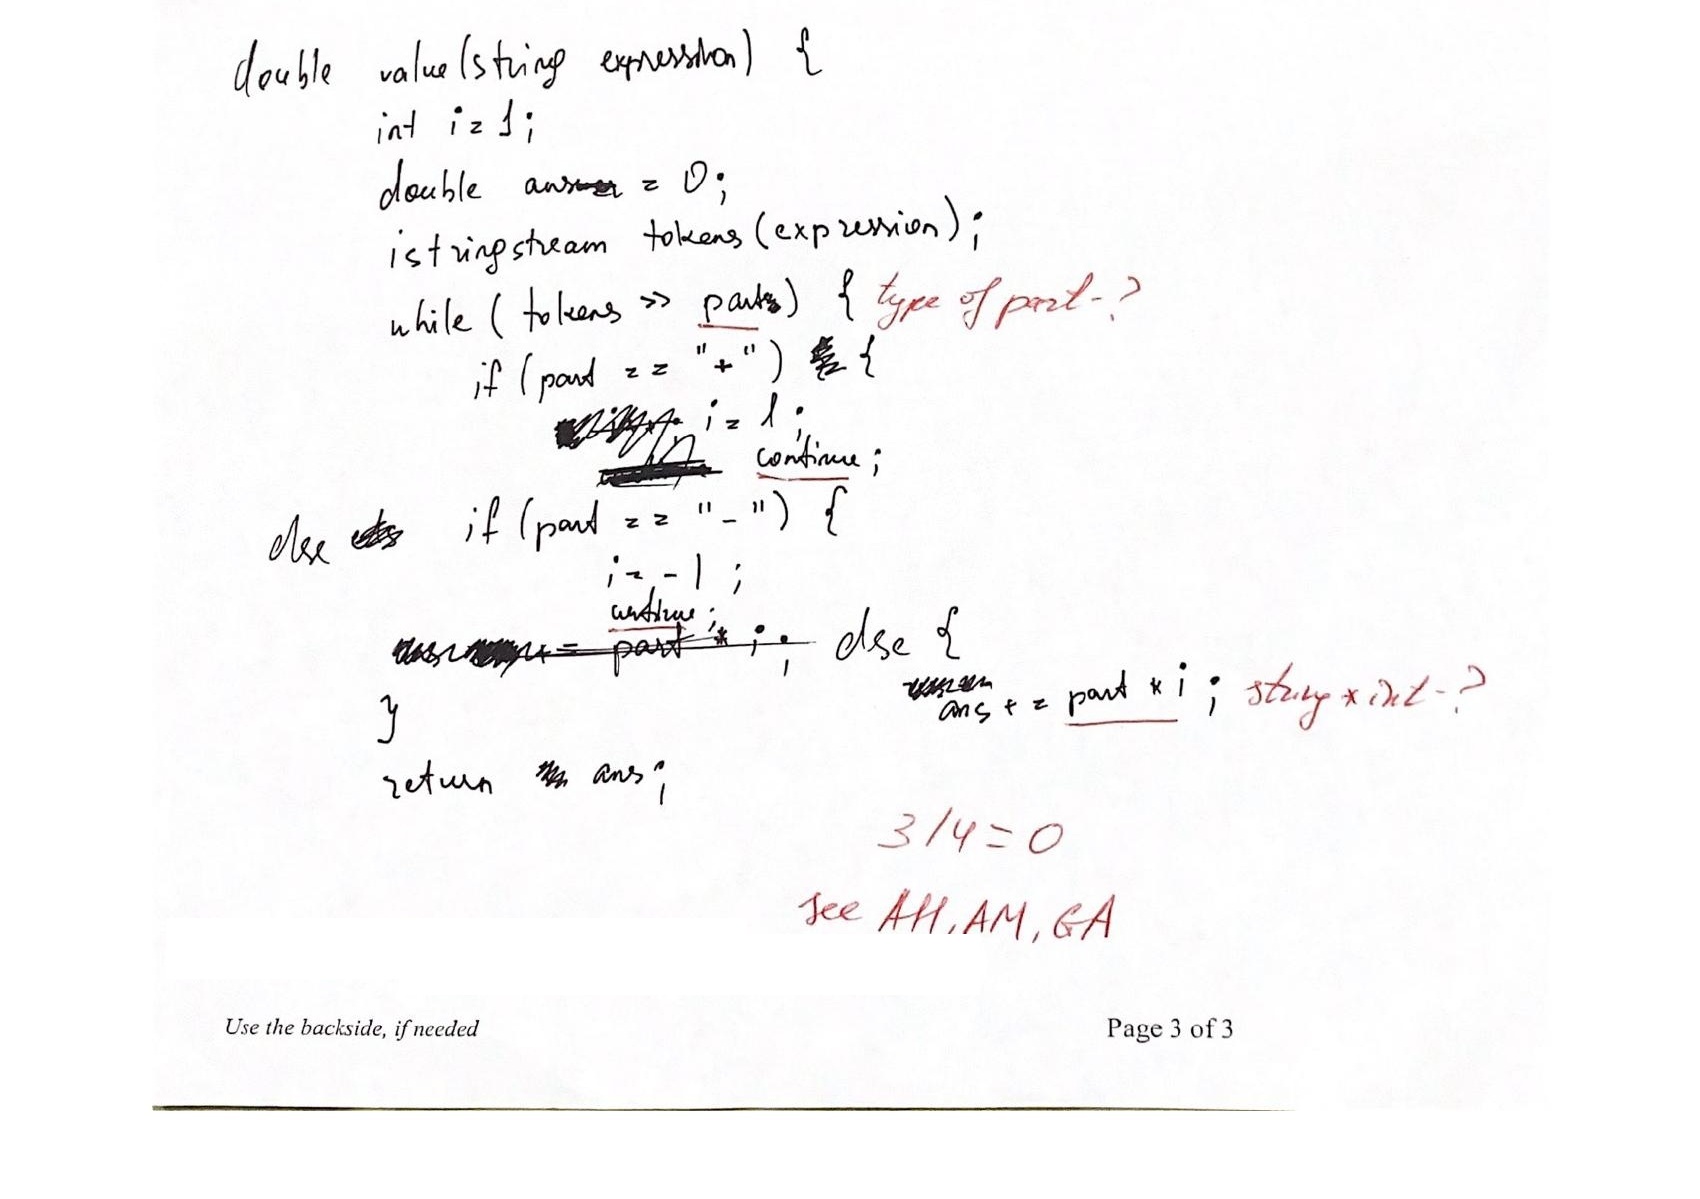 double value(string expression) {
int i = 1;
double ans = 0;
istringstream tokens(expression);
while ( tokens >> part) { type of part - ?
if (part == "+") {
i = 1;
continue;
else if (part == "-") {
i = -1;
continue;
part * i; else {
ans += part * i; string * int - ?
}
return ans;
3/4 = 0
see AH, AM, GA
Use the backside, if needed Page 3 of 3